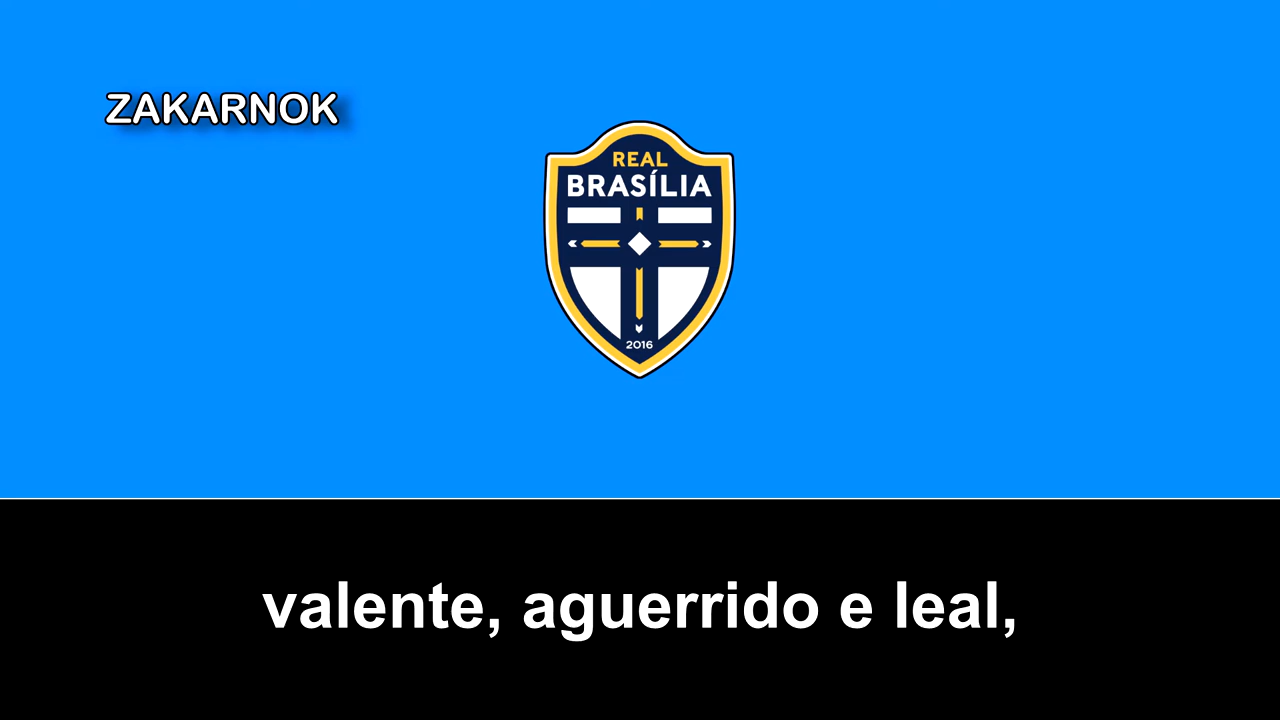 ZAKARNOK
REAL
BRASÍLIA
2016
valente, aguerrido e leal,